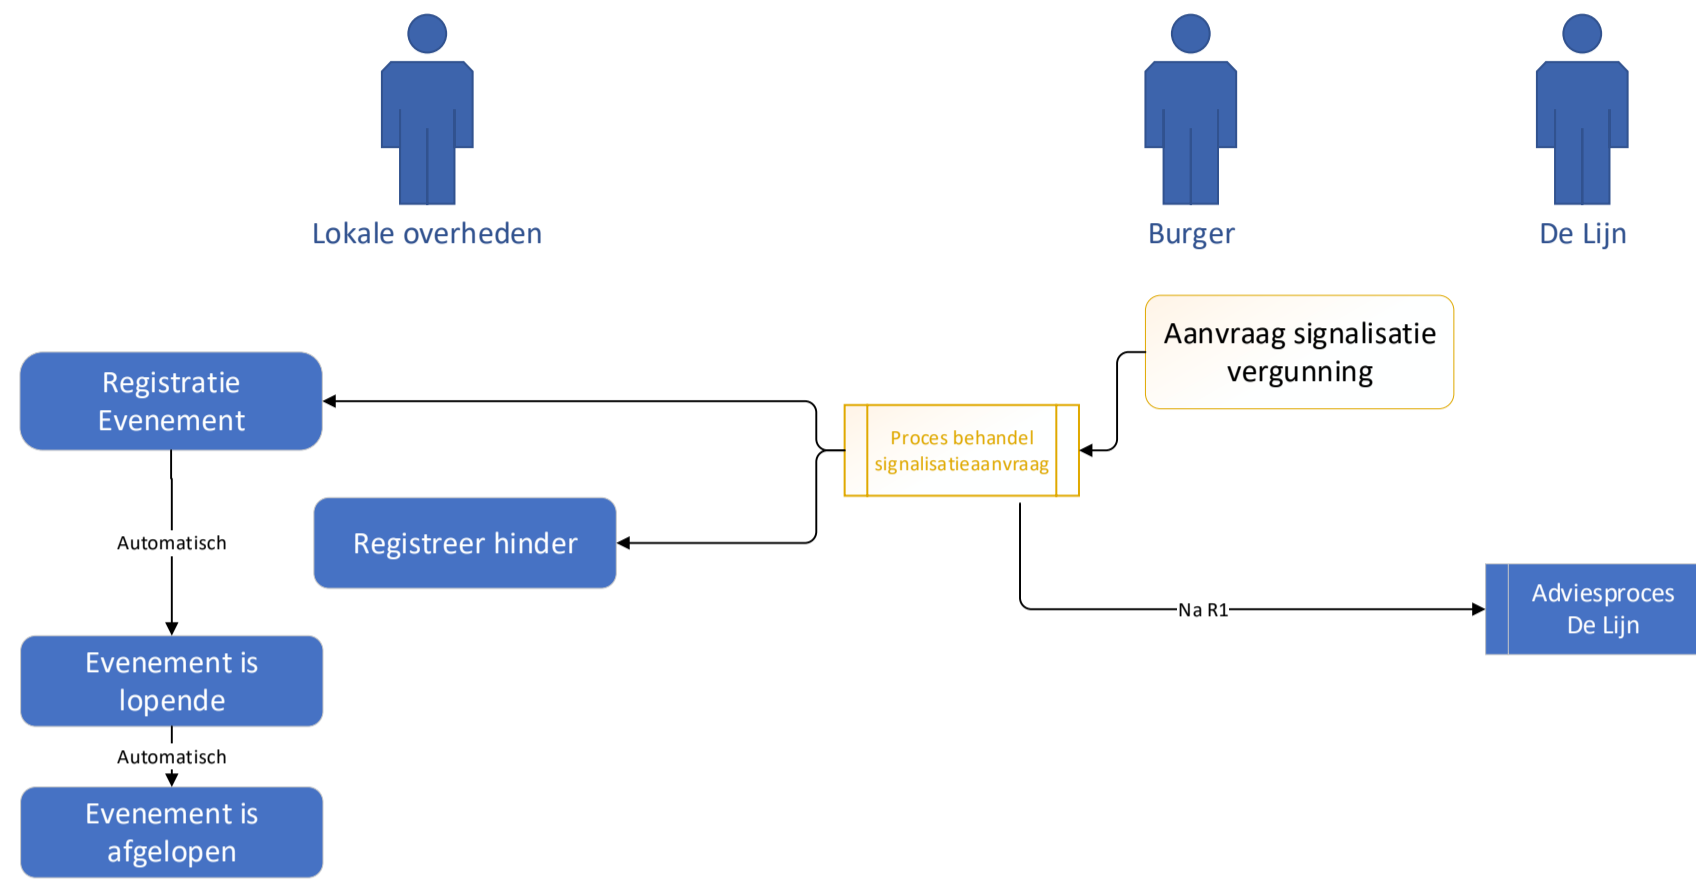 Lokale overheden
Burger
De Lijn
Aanvraag signalisatie
vergunning
Registratie
Evenement
Proces behandel
signalisatieaanvraag
Automatisch
Registreer hinder
Na R1
Adviesproces
De Lijn
Evenement is
lopende
Automatisch
Evenement is
afgelopen